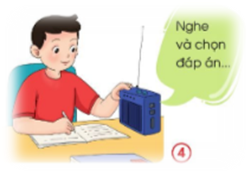 Nghe
và chọn
đáp án...
4